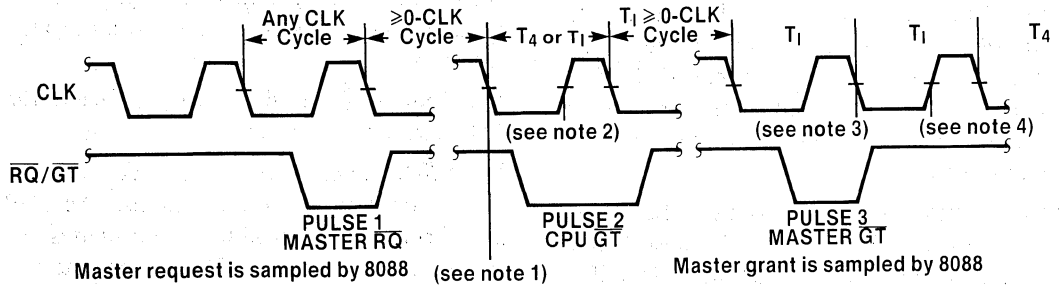 Any CLK Cycle
≥0-CLK Cycle
T4 or TI
TI ≥ 0-CLK Cycle
TI
TI
T4
CLK
(see note 2)
(see note 3)
(see note 4)
RQ/GT
PULSE 1
MASTER RQ
PULSE 2
CPU GT
PULSE 3
MASTER GT
Master request is sampled by 8088
(see note 1)
Master grant is sampled by 8088